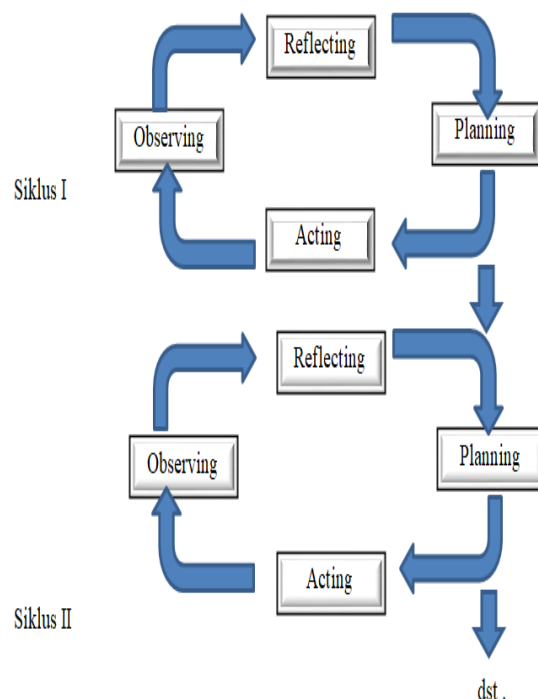 Reflecting
Observing
Planning
Siklus I
Acting
Reflecting
Observing
Planning
Acting
Siklus II
dst .